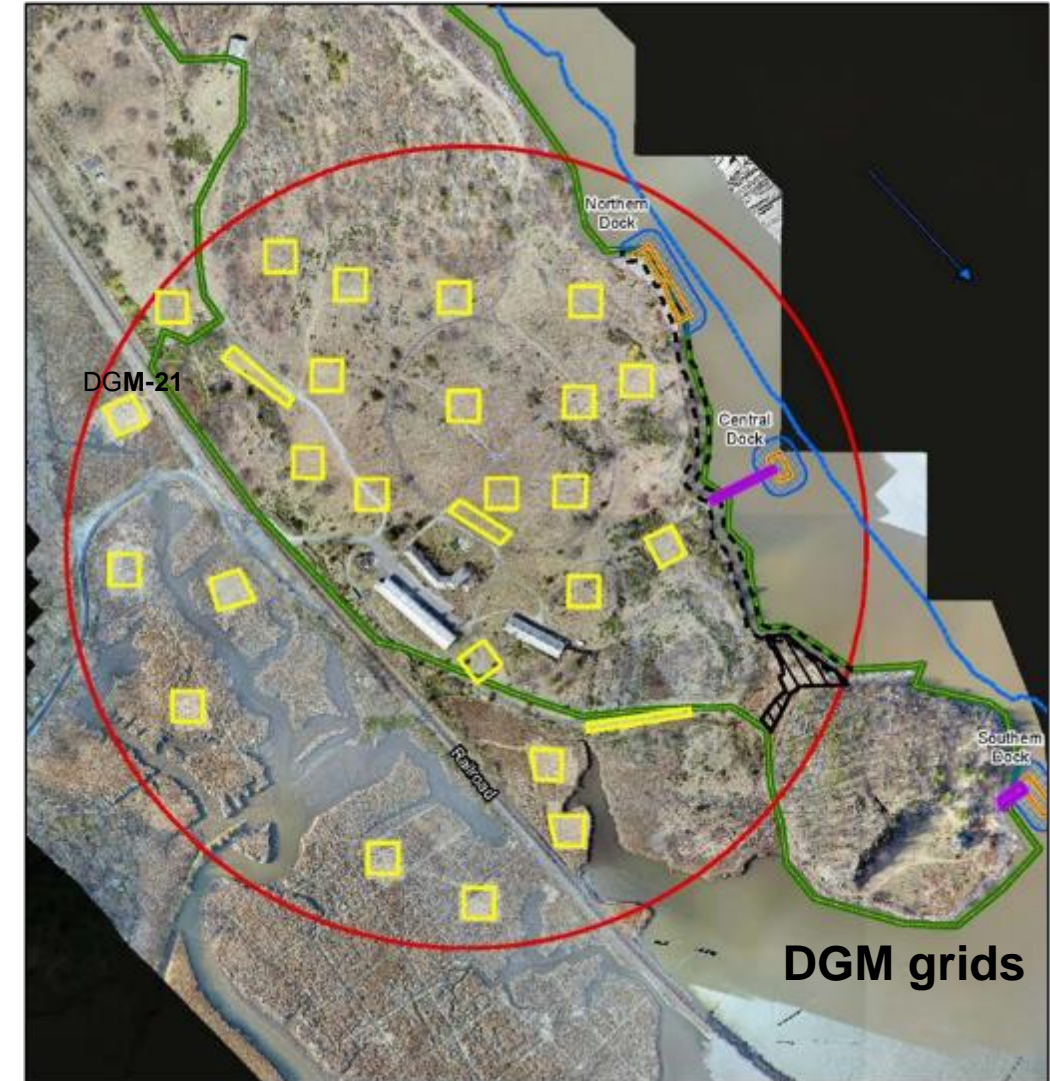 Northern
Dock
DGM-21
Central
Dock
Southern
Dock
Railroad
DGM grids